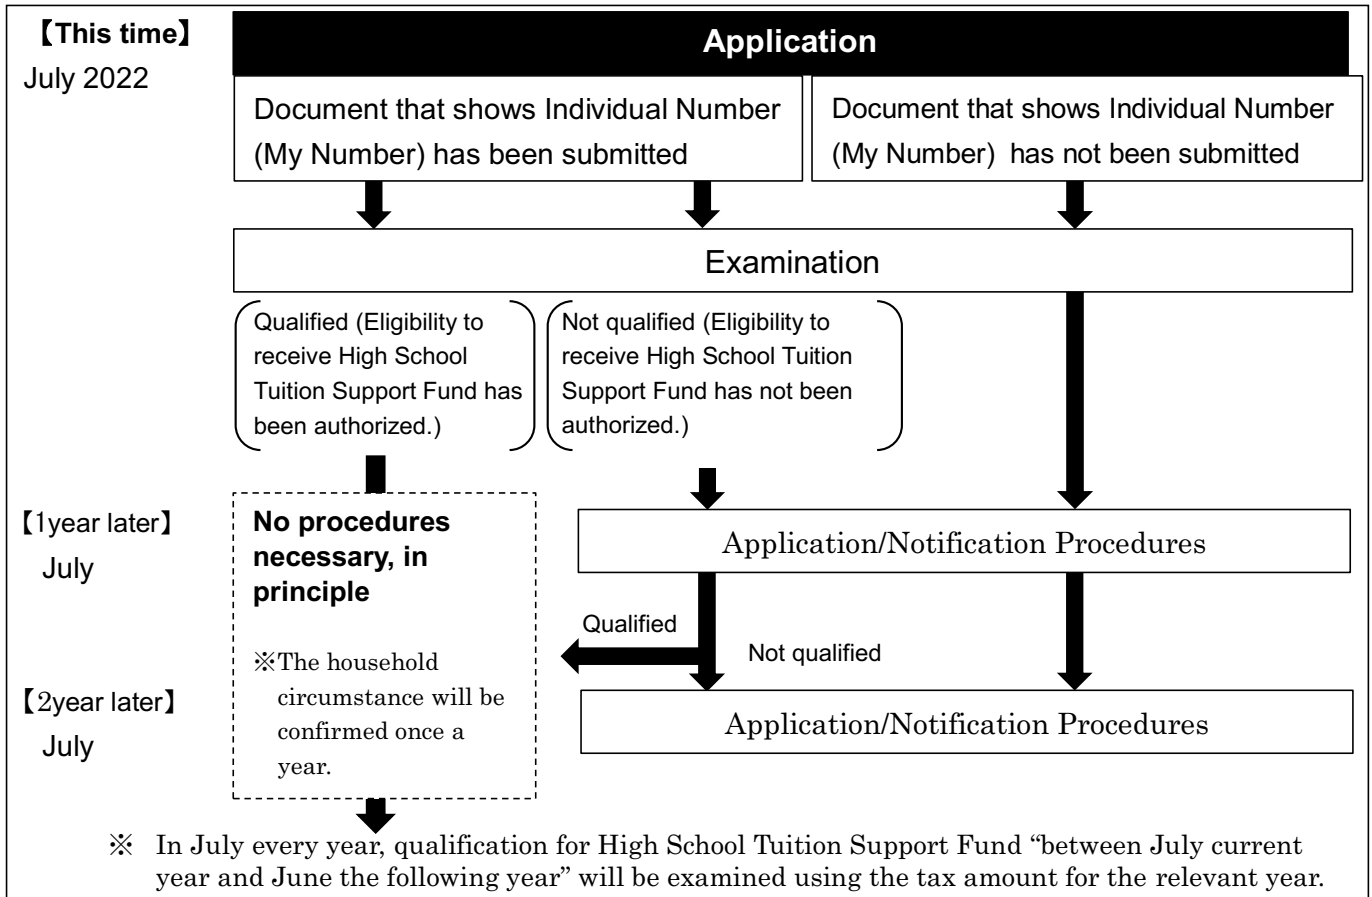 【This time】
July 2022
Application
Document that shows Individual Number
(My Number) has been submitted
Document that shows Individual Number
(My Number) has not been submitted
Examination
Qualified (Eligibility to
receive High School
Tuition Support Fund has
been authorized.)
Not qualified (Eligibility to
receive High School Tuition
Support Fund has not been
authorized.)
【1year later】
July
No procedures
necessary, in
principle
※The household
circumstance will be
confirmed once a
year.
Application/Notification Procedures
Qualified
Not qualified
【2year later】
July
Application/Notification Procedures
※ In July every year, qualification for High School Tuition Support Fund “between July current
year and June the following year” will be examined using the tax amount for the relevant year.